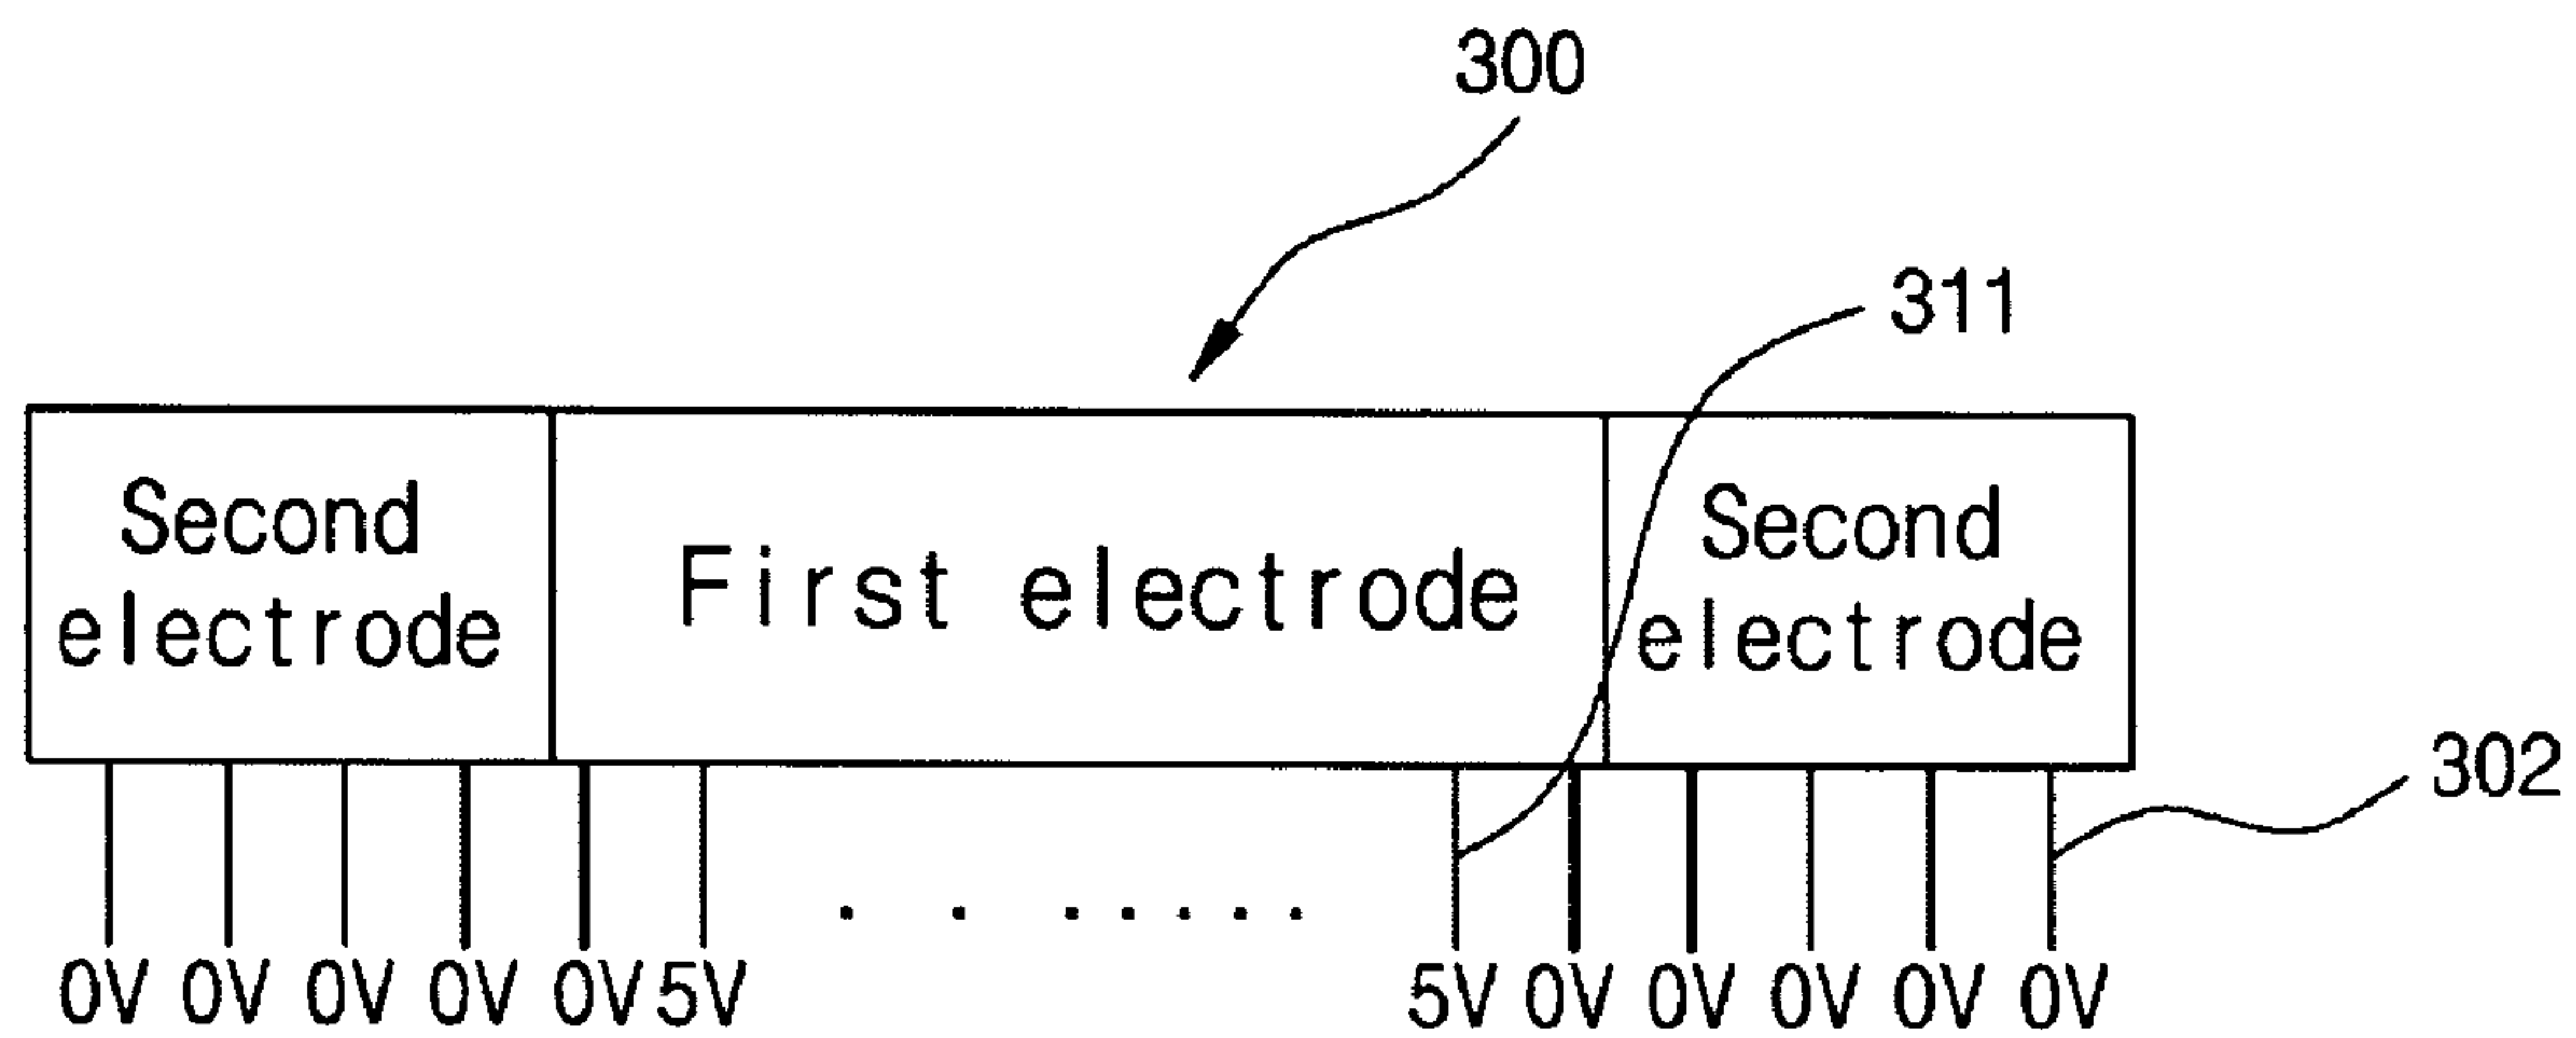 300
311
Second
electrode
First electrode
Second
electrode
302
0V 0V 0V 0V 0V 5V . . . . . . . 5V 0V 0V 0V 0V 0V